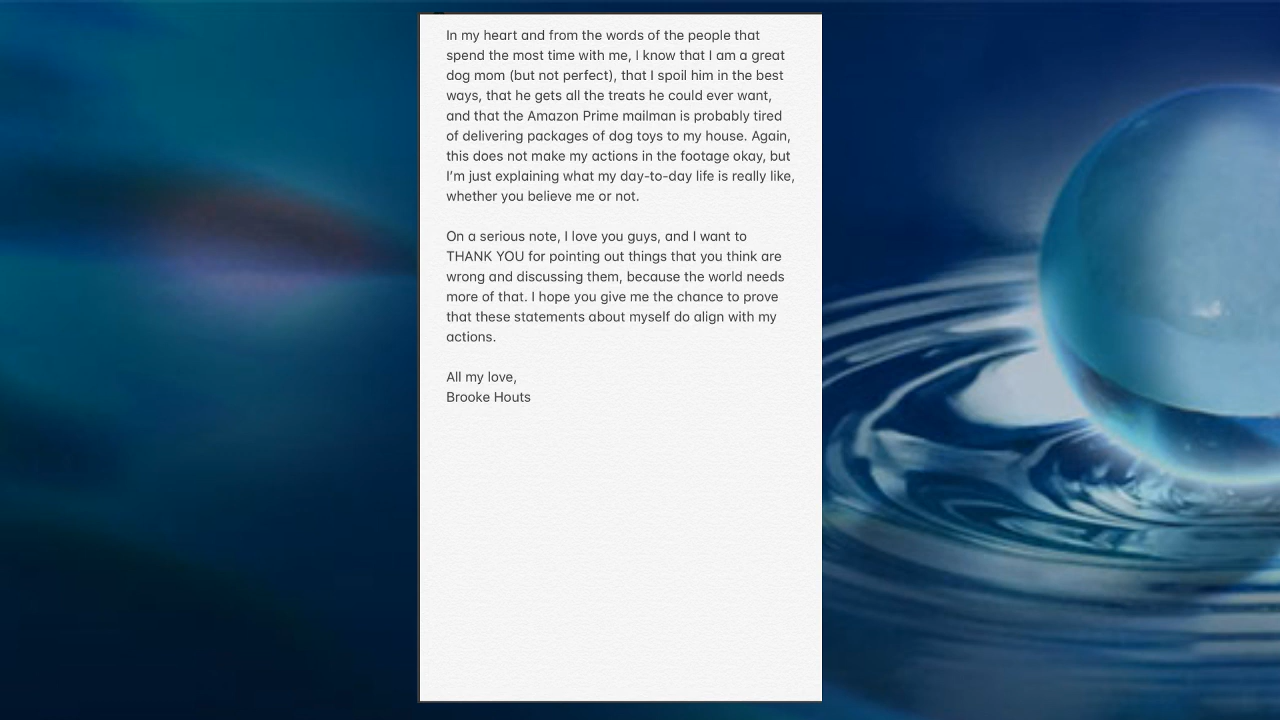 In my heart and from the words of the people that
spend the most time with me, I know that I am a great
dog mom (but not perfect), that I spoil him in the best
ways, that he gets all the treats he could ever want,
and that the Amazon Prime mailman is probably tired
of delivering packages of dog toys to my house. Again,
this does not make my actions in the footage okay, but
I’m just explaining what my day-to-day life is really like,
whether you believe me or not.
On a serious note, I love you guys, and I want to
THANK YOU for pointing out things that you think are
wrong and discussing them, because the world needs
more of that. I hope you give me the chance to prove
that these statements about myself do align with my
actions.
All my love,
Brooke Houts